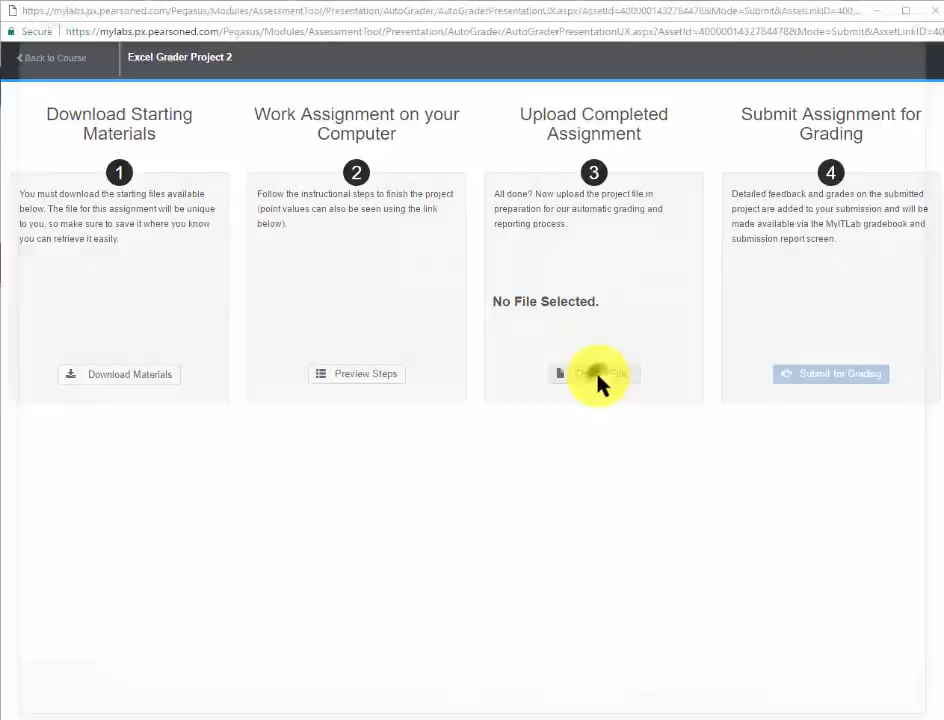 https://mylabs.px.pearsoned.com/Pegasus/Modules/AssessmentTool/Presentation/AutoGrader/AutoGraderPresentationUX.aspx?AssetId=40000014327844788&Mode=Submit&AssetLinkID=400...
Secure | https://mylabs.px.pearsoned.com/Pegasus/Modules/AssessmentTool/Presentation/AutoGrader/AutoGraderPresentationUX.aspx?AssetId=40000014327844788&Mode=Submit&AssetLinkID=40
Back to Course
Excel Grader Project 2
Download Starting
Materials
1
You must download the starting files available
below. The file for this assignment will be unique
to you, so make sure to save it where you know
you can retrieve it easily.
Download Materials
Work Assignment on your
Computer
2
Follow the instructional steps to finish the project
(point values can also be seen using the link
below).
Preview Steps
Upload Completed
Assignment
3
All done? Now upload the project file in
preparation for our automatic grading and
reporting process.
No File Selected.
Submit Assignment for
Grading
4
Detailed feedback and grades on the submitted
project are added to your submission and will be
made available via the MyITLab gradebook and
submission report screen.
Submit for Grading